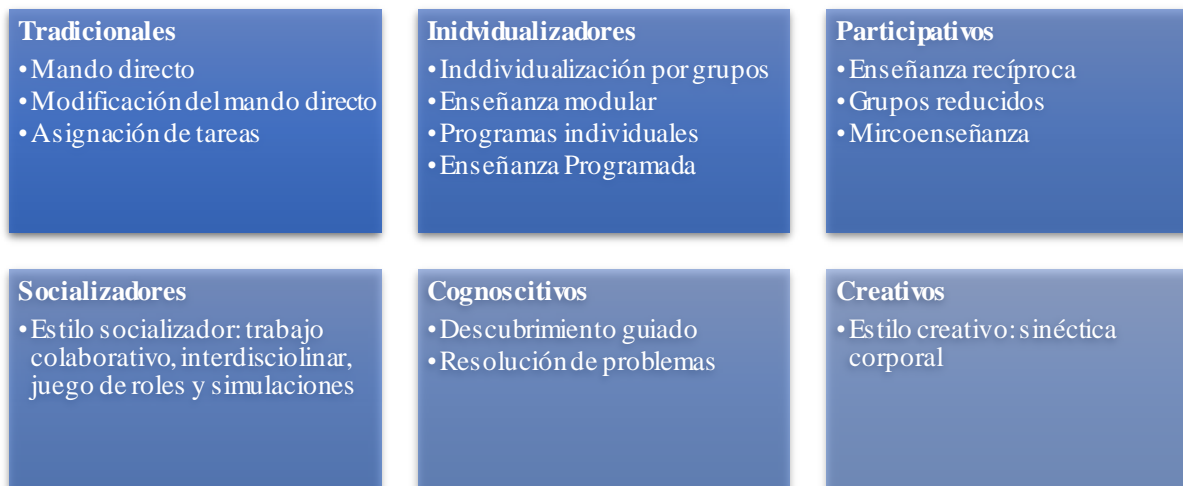 Tradicionales
• Mando directo
• Modificación del mando directo
• Asignación de tareas
Inidvidualizadores
• Inddividualización por grupos
• Enseñanza modular
• Programas individuales
• Enseñanza Programada
Participativos
• Enseñanza recíproca
• Grupos reducidos
• Mircoenseñanza
Socializadores
• Estilo socializador: trabajo
colaborativo, interdisciolinar,
juego de roles y simulaciones
Cognoscitivos
• Descubrimiento guiado
• Resolución de problemas
Creativos
• Estilo creativo: sinéctica
corporal